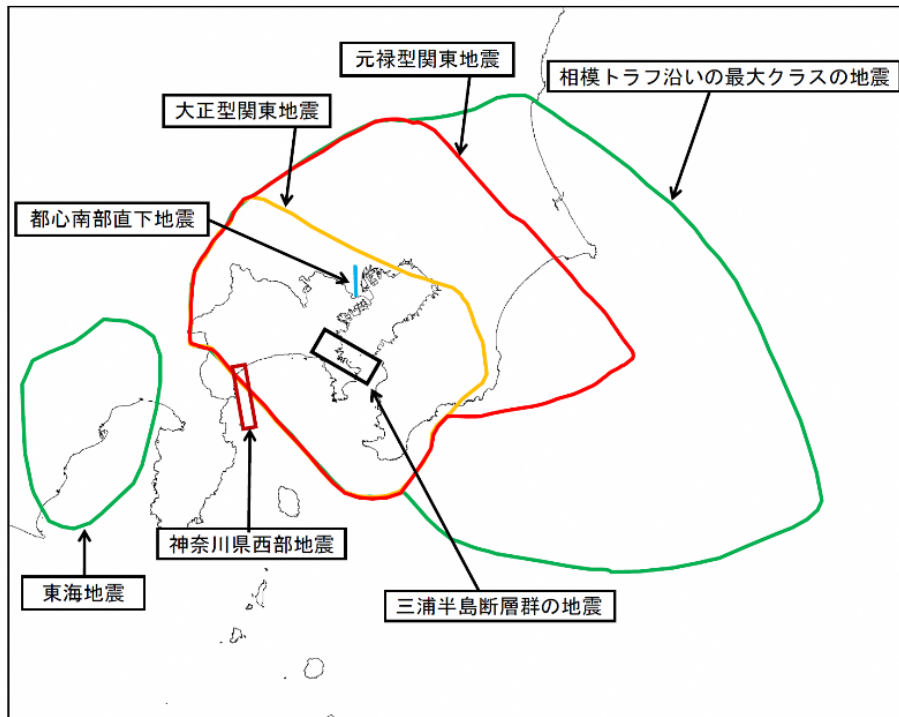 元禄型関東地震
相模トラフ沿いの最大クラスの地震
大正型関東地震
都心南部直下地震
神奈川県西部地震
東海地震
三浦半島断層群の地震